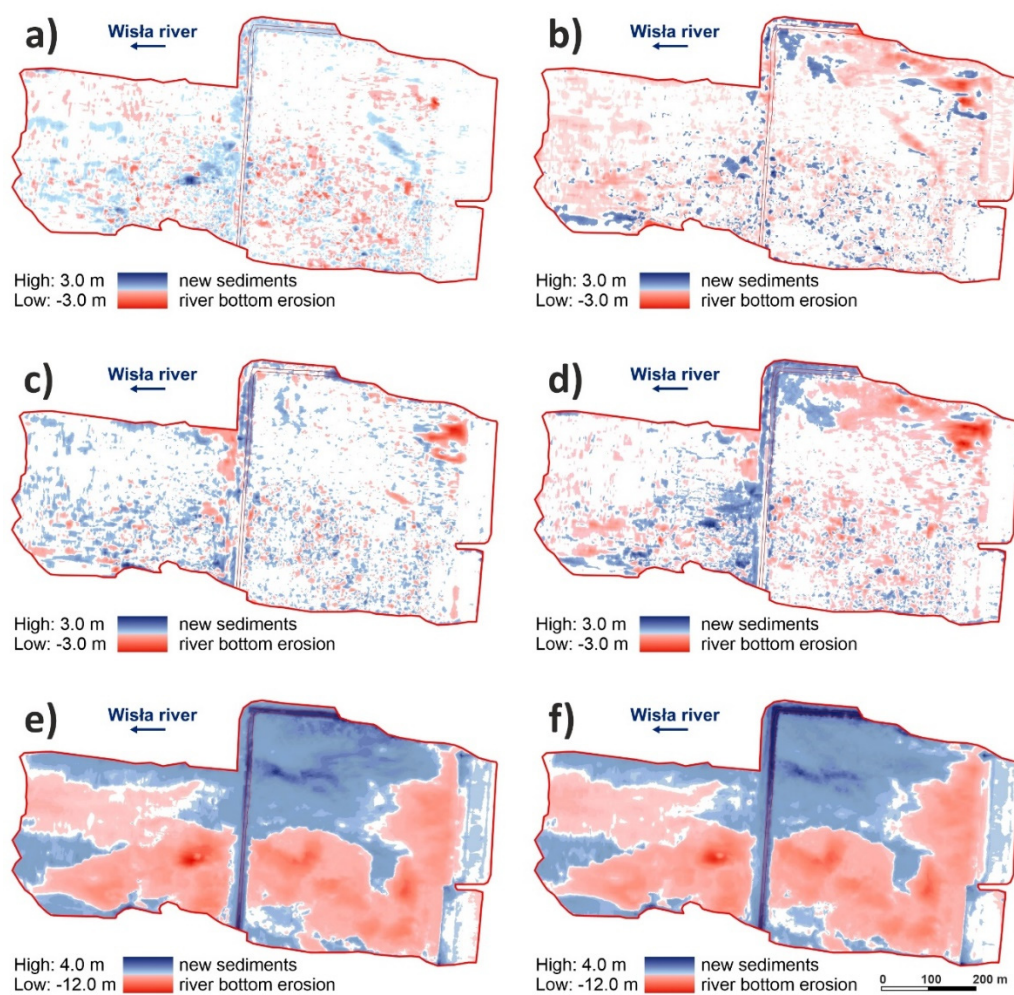 a)
Wisła river
High: 3.0 m
new sediments
Low: -3.0 m
river bottom erosion
b)
Wisła river
High: 3.0 m
new sediments
Low: -3.0 m
river bottom erosion
c)
Wisła river
High: 3.0 m
new sediments
Low: -3.0 m
river bottom erosion
d)
Wisła river
High: 3.0 m
new sediments
Low: -3.0 m
river bottom erosion
e)
Wisła river
High: 4.0 m
new sediments
Low: -12.0 m
river bottom erosion
f)
Wisła river
High: 4.0 m
new sediments
Low: -12.0 m
river bottom erosion
0 100 200 m